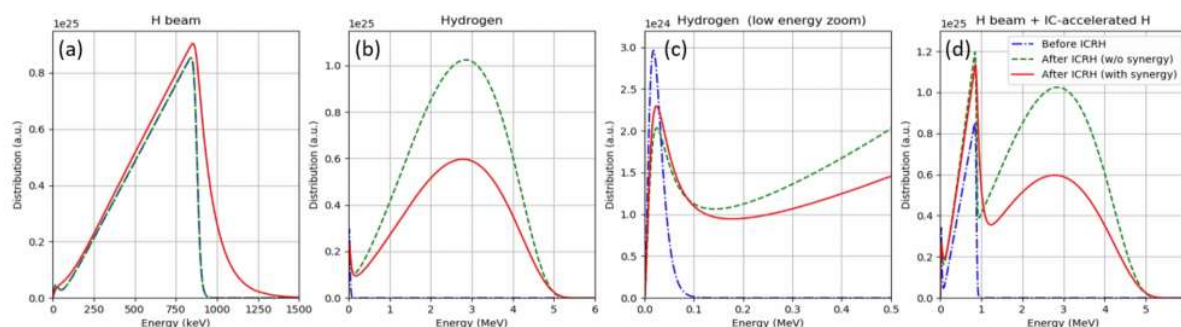 H beam
Hydrogen
Hydrogen (low energy zoom)
H beam + IC-accelerated H
1e25
1e25
1e24
1e25
(a)
(b)
(c)
(d)
Before ICRH
After ICRH (w/o synergy)
After ICRH (with synergy)
Distribution (a.u.)
0.8
0.6
0.4
0.2
0.0
0 250 500 750 1000 1250 1500
Energy (keV)
Distribution (a.u.)
1.0
0.8
0.6
0.4
0.2
0.0
0 1 2 3 4 5 6
Energy (MeV)
Distribution (a.u.)
3.0
2.5
2.0
1.5
1.0
0.5
0.0
0.0 0.1 0.2 0.3 0.4 0.5
Energy (MeV)
Distribution (a.u.)
1.2
1.0
0.8
0.6
0.4
0.2
0.0
0 1 2 3 4 5
Energy (MeV)